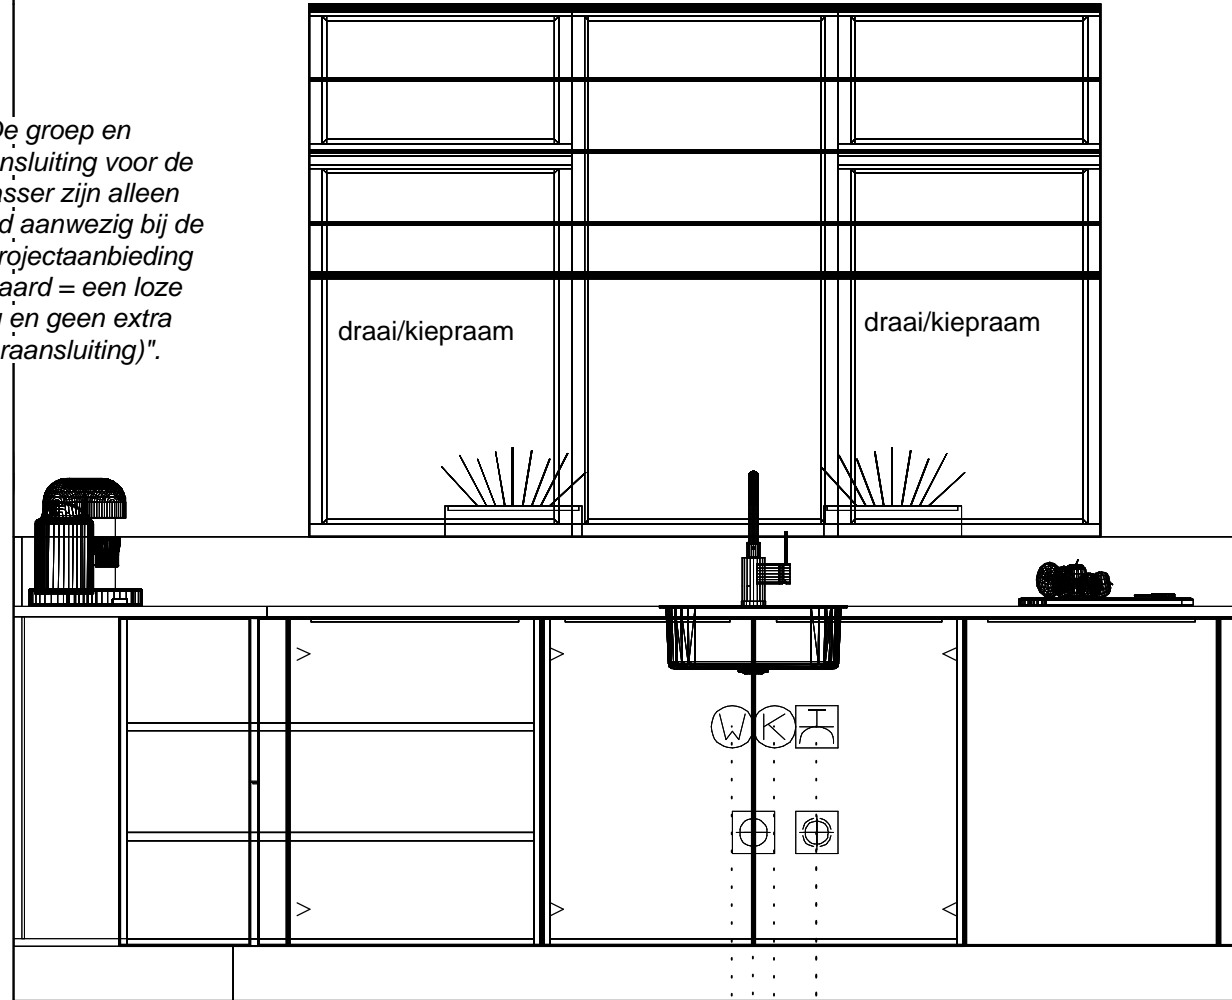 De groep en
nsluiting voor de
asser zijn alleen
d aanwezig bij de
rojectaanbieding
aard = een loze
g en geen extra
raansluiting)".
draai/kiepraam
draai/kiepraam
W K